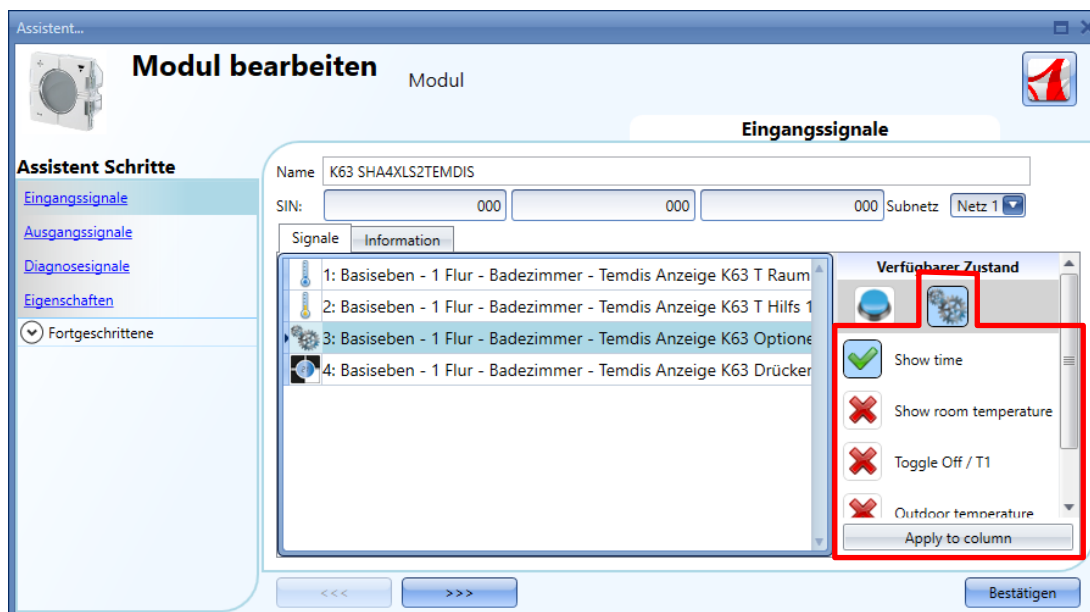 Assistent...
Modul bearbeiten
Modul
Eingangssignale
Assistent Schritte
Eingangssignale
Ausgangssignale
Diagnosesignale
Eigenschaften
Fortgeschrittene
Name K63 SHA4XLS2TEMDIS
SIN: 000 000 000 Subnetz Netz 1
Signale Information
1: Basiseben - 1 Flur - Badezimmer - Temdis Anzeige K63 T Raum
2: Basiseben - 1 Flur - Badezimmer - Temdis Anzeige K63 T Hilfs 1
3: Basiseben - 1 Flur - Badezimmer - Temdis Anzeige K63 Optione
4: Basiseben - 1 Flur - Badezimmer - Temdis Anzeige K63 Drücker
Verfügbarer Zustand
Show time
Show room temperature
Toggle Off / T1
Outdoor temperature
Apply to column
<<< >>>
Bestätigen